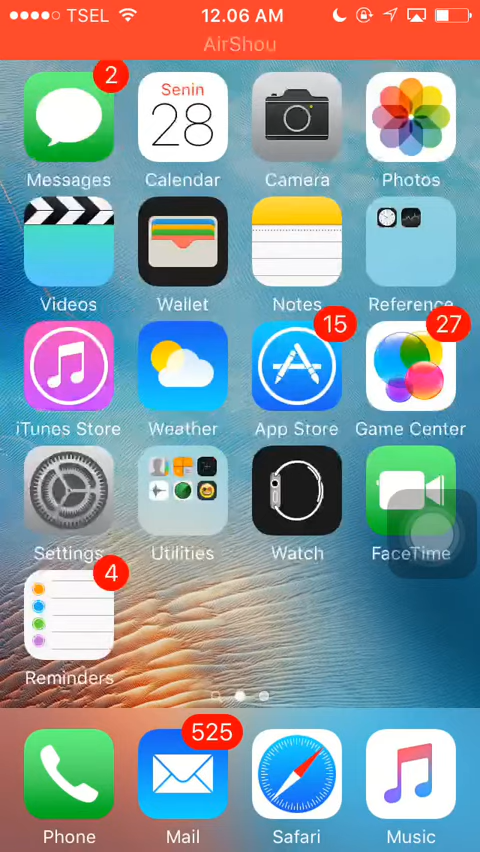 TSEL 12.06 AM
AirShou
2
Senin
28
Messages Calendar Camera Photos
Videos Wallet Notes Reference
15 27
iTunes Store Weather App Store Game Center
Settings Utilities Watch FaceTime
4
Reminders
525
Phone Mail Safari Music